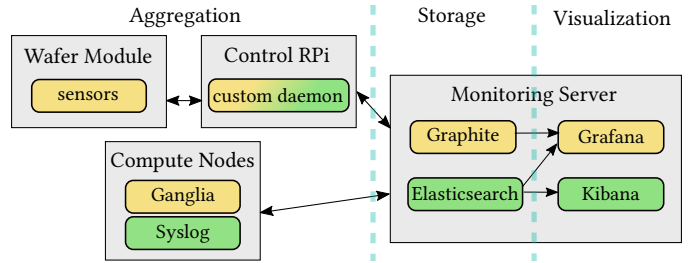 Aggregation
Storage
Visualization
Wafer Module
sensors
Control RPi
custom daemon
Monitoring Server
Graphite
Grafana
Elasticsearch
Kibana
Compute Nodes
Ganglia
Syslog